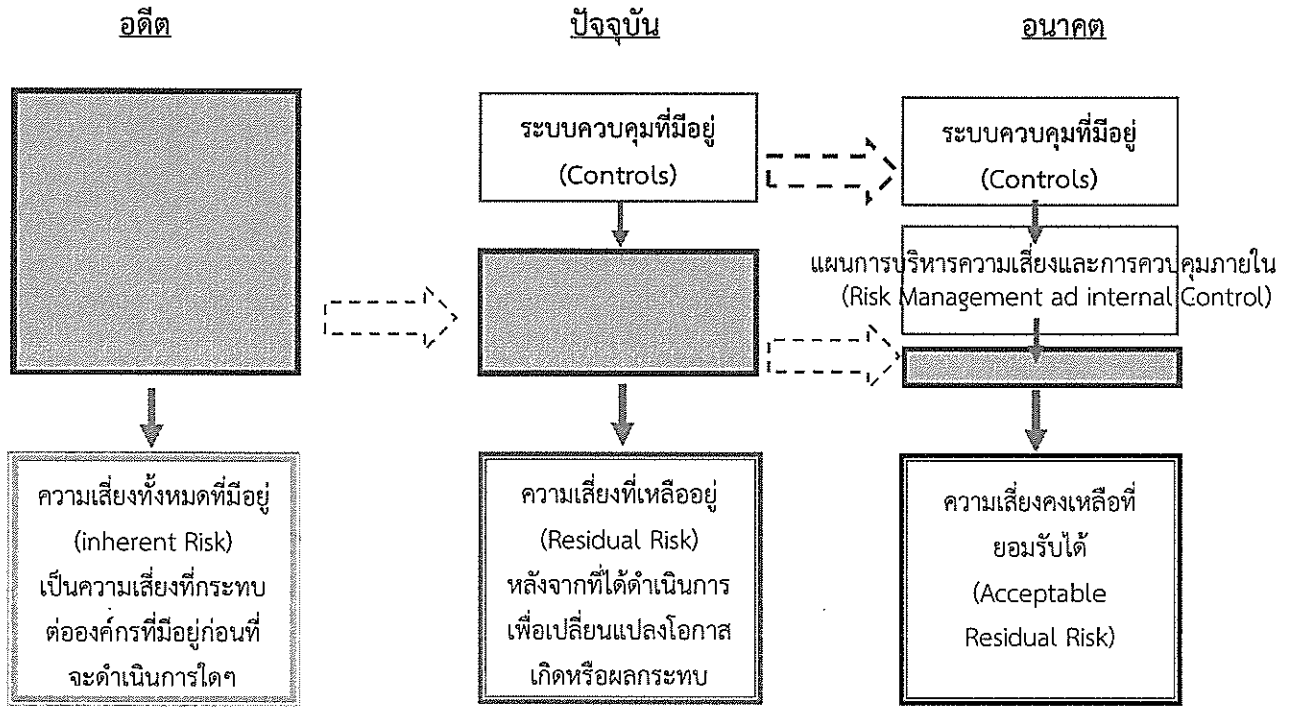 อดีต
ปัจจุบัน
อนาคต
ระบบควบคุมที่มีอยู่
(Controls)
ระบบควบคุมที่มีอยู่
(Controls)
แผนการบริหารความเสี่ยงและการควบคุมภายใน
(Risk Management ad internal Control)
ความเสี่ยงทั้งหมดที่มีอยู่
(inherent Risk)
เป็นความเสี่ยงที่กระทบ
ต่อองค์กรที่มีอยู่ก่อนที่
จะดำเนินการใดๆ
ความเสี่ยงที่เหลืออยู่
(Residual Risk)
หลังจากที่ได้ดำเนินการ
เพื่อเปลี่ยนแปลงโอกาส
เกิดหรือผลกระทบ
ความเสี่ยงคงเหลือที่
ยอมรับได้
(Acceptable
Residual Risk)